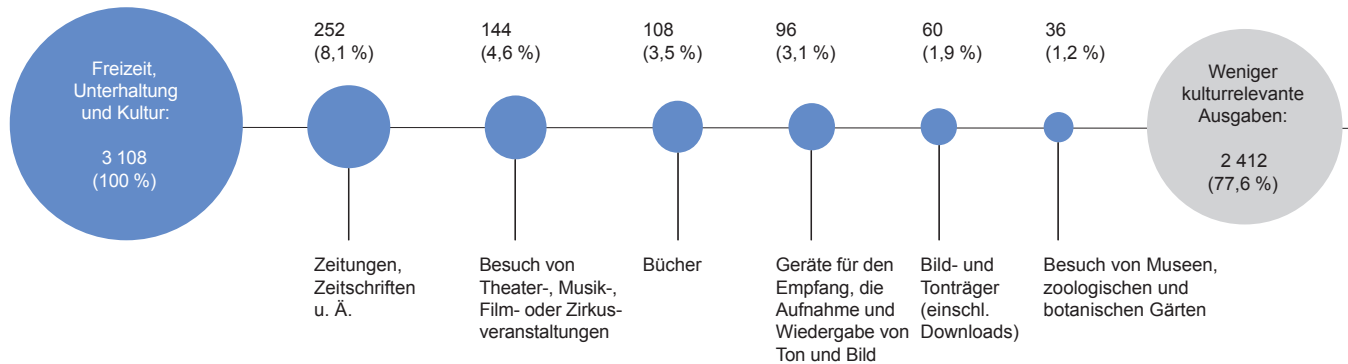 Freizeit,
Unterhaltung
und Kultur:
3 108
(100 %)
252
(8,1 %)
Zeitungen,
Zeitschriften
u. Ä.
144
(4,6 %)
Besuch von
Theater-, Musik-,
Film- oder Zirkus-
veranstaltungen
108
(3,5 %)
Bücher
96
(3,1 %)
Geräte für den
Empfang, die
Aufnahme und
Wiedergabe von
Ton und Bild
60
(1,9 %)
Bild- und
Tonträger
(einschl.
Downloads)
36
(1,2 %)
Besuch von Museen,
zoologischen und
botanischen Gärten
Weniger
kulturrelevante
Ausgaben:
2 412
(77,6 %)